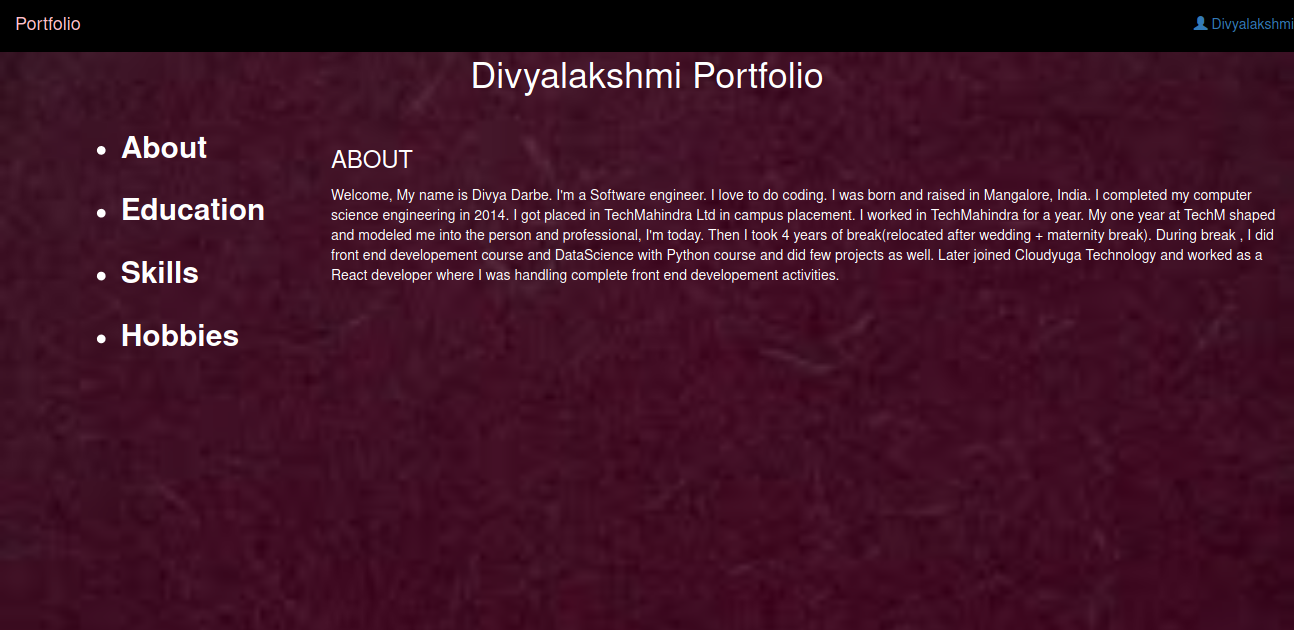 Portfolio
Divyalakshmi
Divyalakshmi Portfolio
About
Education
Skills
Hobbies
ABOUT
Welcome, My name is Divya Darbe. I'm a Software engineer. I love to do coding. I was born and raised in Mangalore, India. I completed my computer
science engineering in 2014. I got placed in TechMahindra Ltd in campus placement. I worked in TechMahindra for a year. My one year at TechM shaped
and modeled me into the person and professional, I'm today. Then I took 4 years of break(relocated after wedding + maternity break). During break , I did
front end developement course and DataScience with Python course and did few projects as well. Later joined Cloudyuga Technology and worked as a
React developer where I was handling complete front end developement activities.